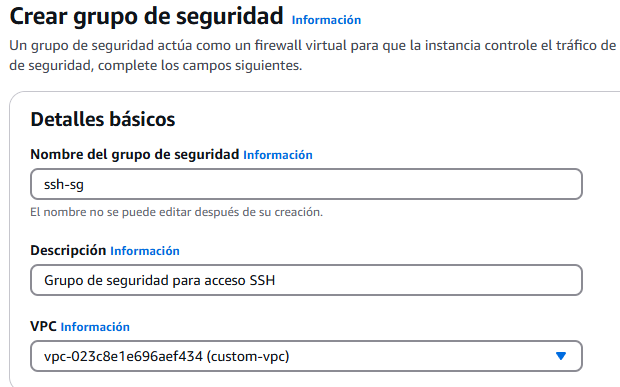 Crear grupo de seguridad Información
Un grupo de seguridad actúa como un firewall virtual para que la instancia controle el tráfico de
de seguridad, complete los campos siguientes.
Detalles básicos
Nombre del grupo de seguridad Información
ssh-sg
El nombre no se puede editar después de su creación.
Descripción Información
Grupo de seguridad para acceso SSH
VPC Información
vpc-023c8e1e696aef434 (custom-vpc)